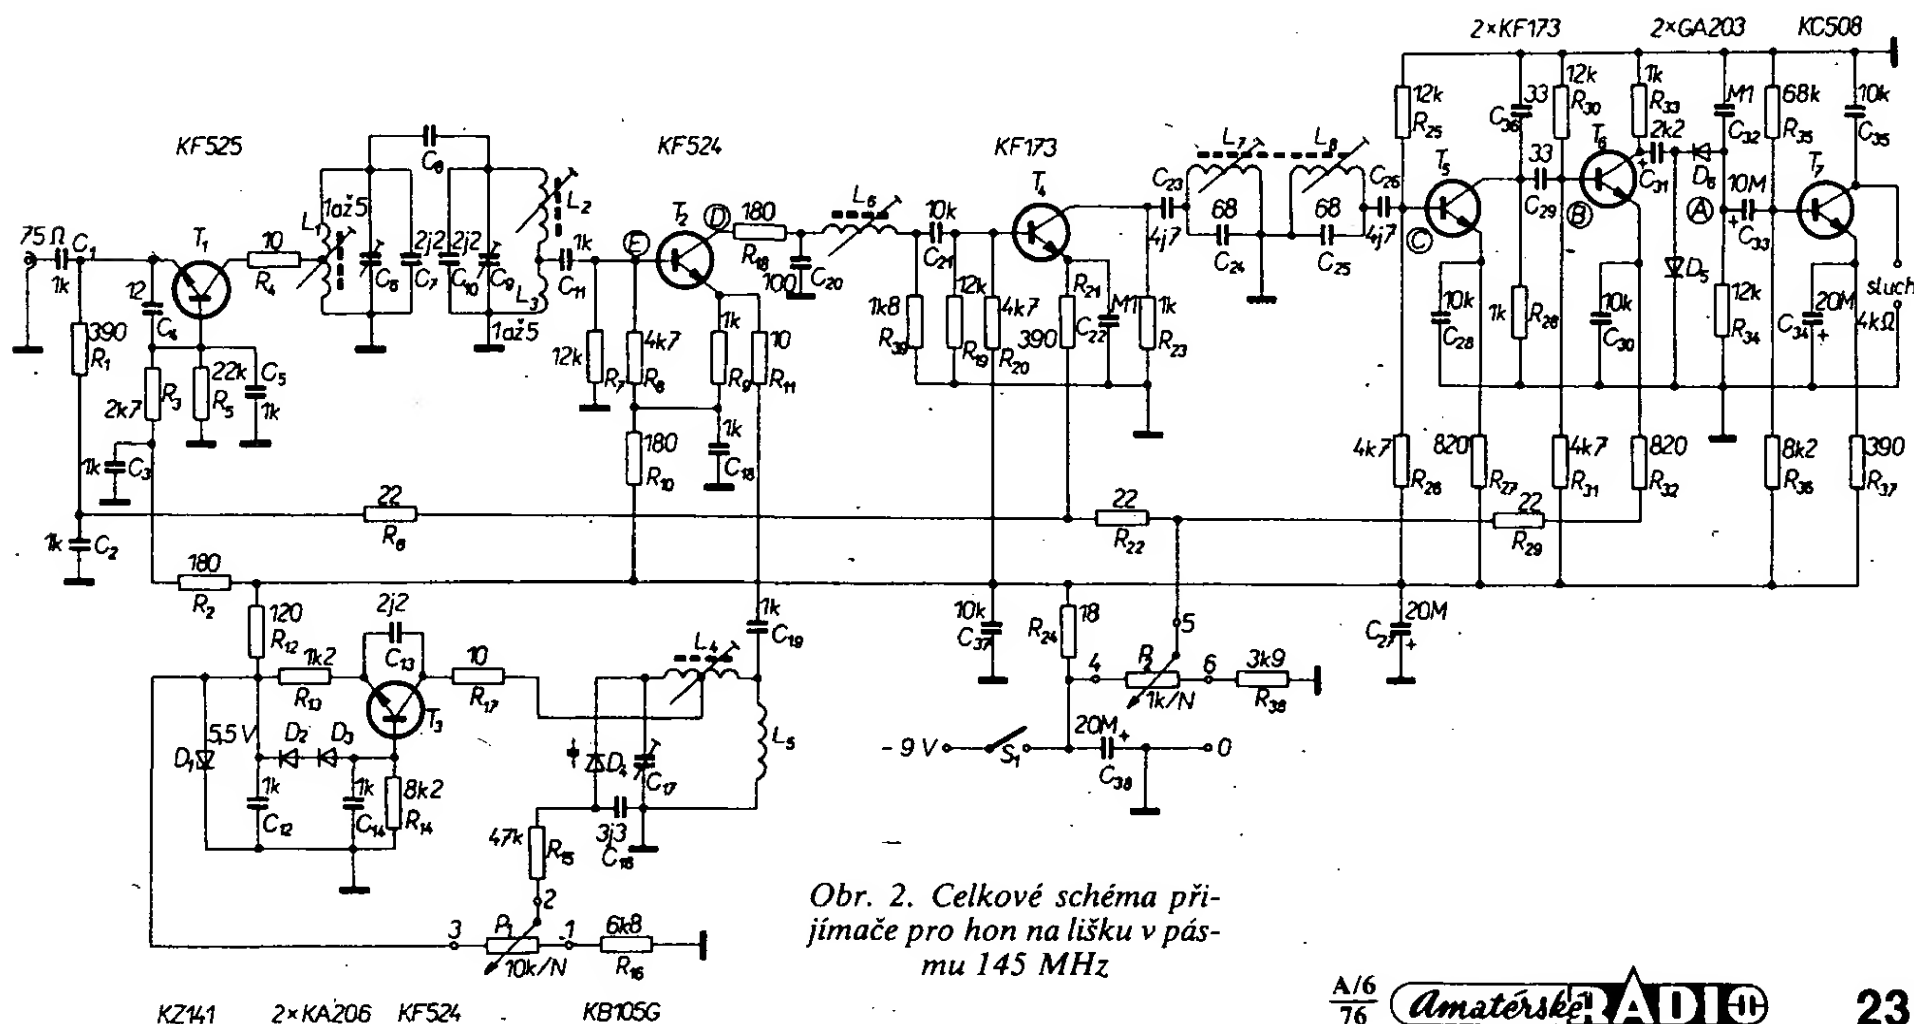 2×KF173 2×GA203 KC508
KF525 KF524 KF173
75 Ω C₁ 1k
390 R₁
12 C₄
T₁
10 R₄
L₁ 1až5
C₆
C₇ 2j2
C₈
2j2 C₁₀
C₉ 1až5
L₂
L₃
1k C₁₁
2k7 R₃
22k R₅
C₅ 1k
1k C₃
1k C₂
12k R₇
4k7 R₈
E
T₂
D
180 R₁₈
100 C₂₀
1k R₉
10 R₁₁
180 R₁₀
1k C₁₈
L₆
10k C₂₁
1k8 R₃₉
12k R₁₉
4k7 R₂₀
T₄
R₂₁ 390
C₂₂ M1
1k R₂₃
C₂₃ 4j7
L₇
68 C₂₄
L₈
68 C₂₅
C₂₆ 4j7
12k R₂₅
C
T₅
10k C₂₈
33 C₃₆
1k R₂₈
33 C₂₉
12k R₃₀
B
T₆
10k C₃₀
1k R₃₃
2k2 C₃₁ +
D₆
D₅
A
M1 C₃₂
12k R₃₄
10M + C₃₃
68k R₃₅
T₇
20M C₃₄ +
10k C₃₅
sluch
4kΩ
4k7 R₂₆
820 R₂₇
4k7 R₃₁
820 R₃₂
8k2 R₃₆
390 R₃₇
22 R₆
22 R₂₂
22 R₂₉
180 R₂
120 R₁₂
2j2 C₁₃
1k2 R₁₃
T₃
10 R₁₇
L₄
1k C₁₉
L₅
10k C₃₇
18 R₂₄
4 P₂ 1k/N 5 6
3k9 R₃₈
20M C₂₇ +
- 9 V S₁
20M + C₃₈
0
D₁ 5,5 V
D₂ D₃
1k C₁₂
1k C₁₄
8k2 R₁₄
D₄
C₁₇
3j3 C₁₆
47k R₁₅
2
3 P₁ 1
10k/N
6k8 R₁₆
Obr. 2. Celkové schéma při-
jímače pro hon na lišku v pás-
mu 145 MHz
KZ141 2×KA206 KF524 KB105G
A/6
76
Amatérské RADIO
23